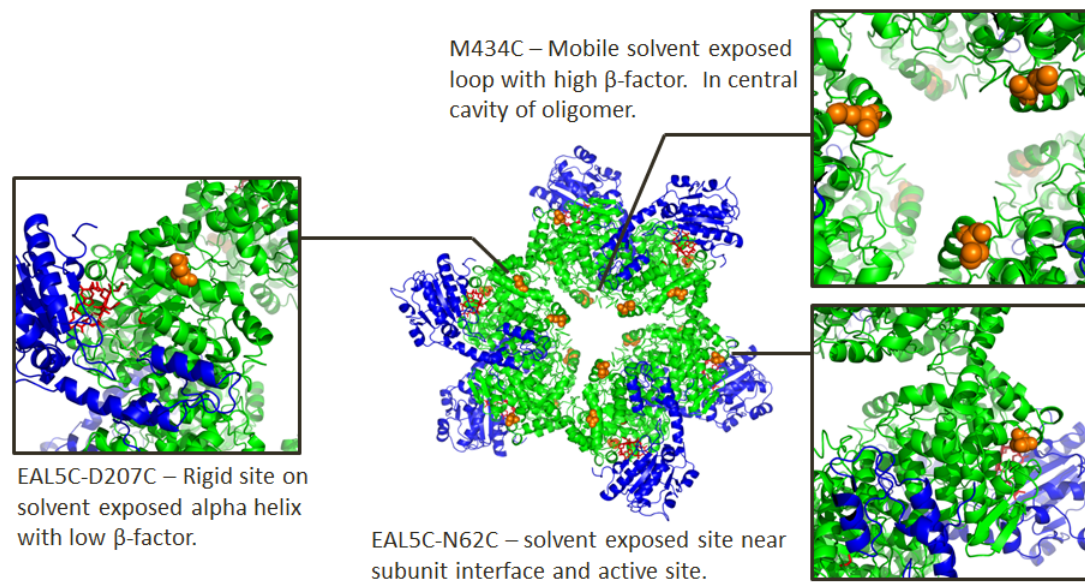 M434C – Mobile solvent exposed
loop with high β-factor.  In central
cavity of oligomer.
EAL5C-D207C – Rigid site on
solvent exposed alpha helix
with low β-factor.
EAL5C-N62C – solvent exposed site near
subunit interface and active site.